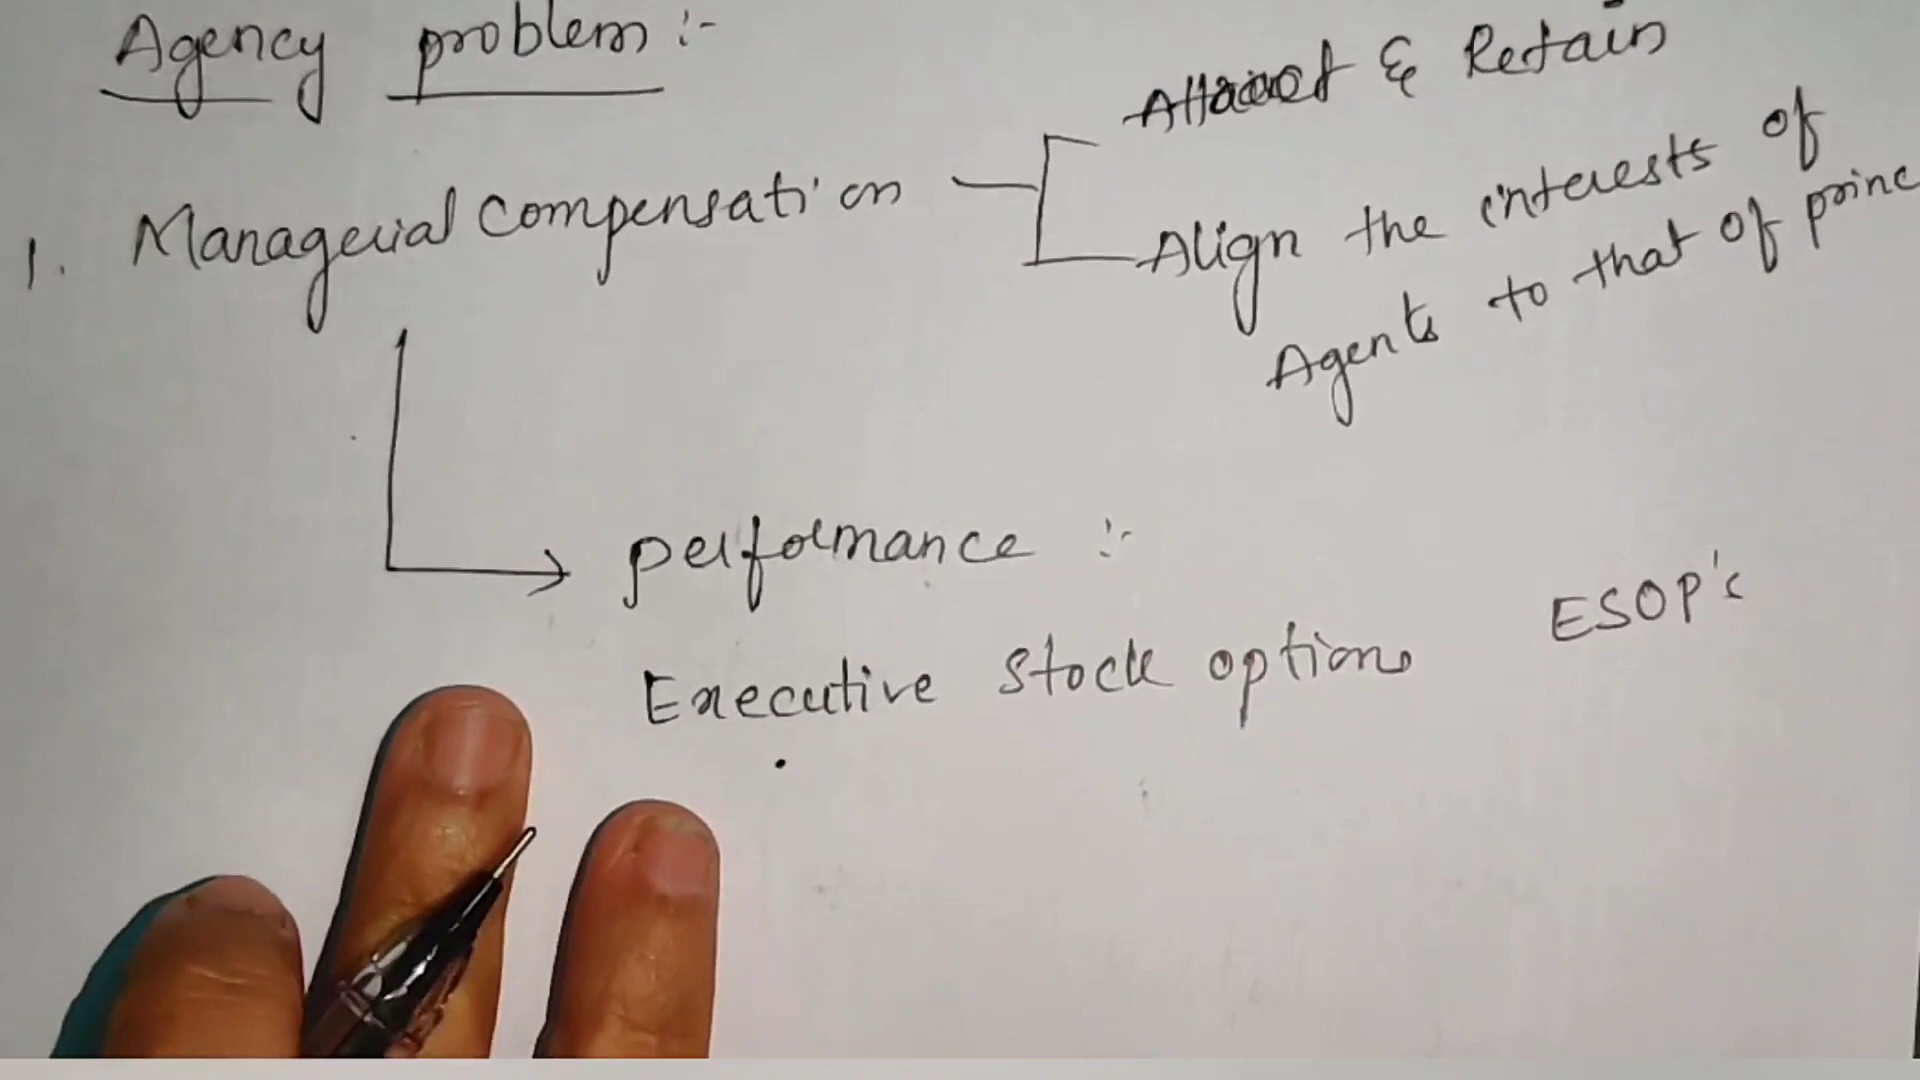 Agency problem :-
1. Managerial Compensation
Attract & Retain
Align the interests of
Agents to that of princ
performance :-
Executive Stock options
ESOP's